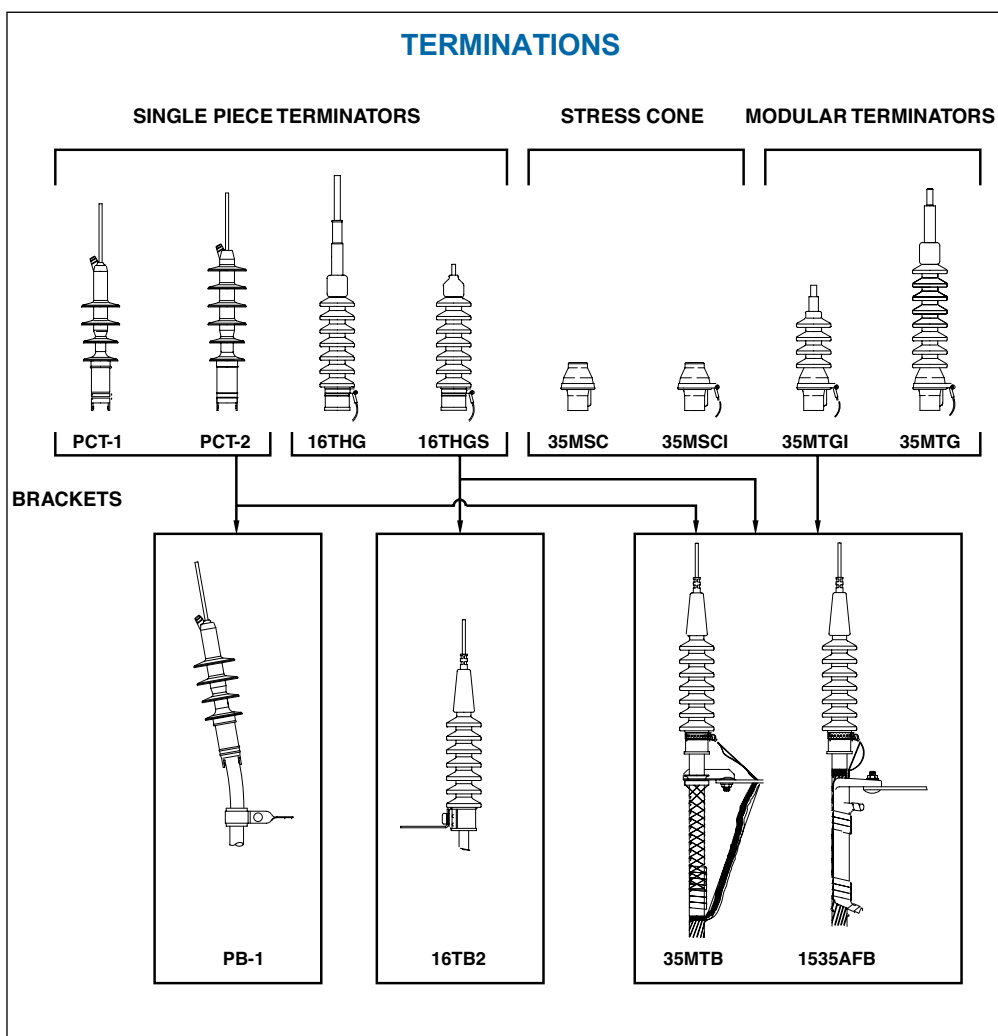 TERMINATIONS
SINGLE PIECE TERMINATORS
STRESS CONE
MODULAR TERMINATORS
PCT-1
PCT-2
16THG
16THGS
35MSC
35MSCI
35MTGI
35MTG
BRACKETS
PB-1
16TB2
35MTB
1535AFB